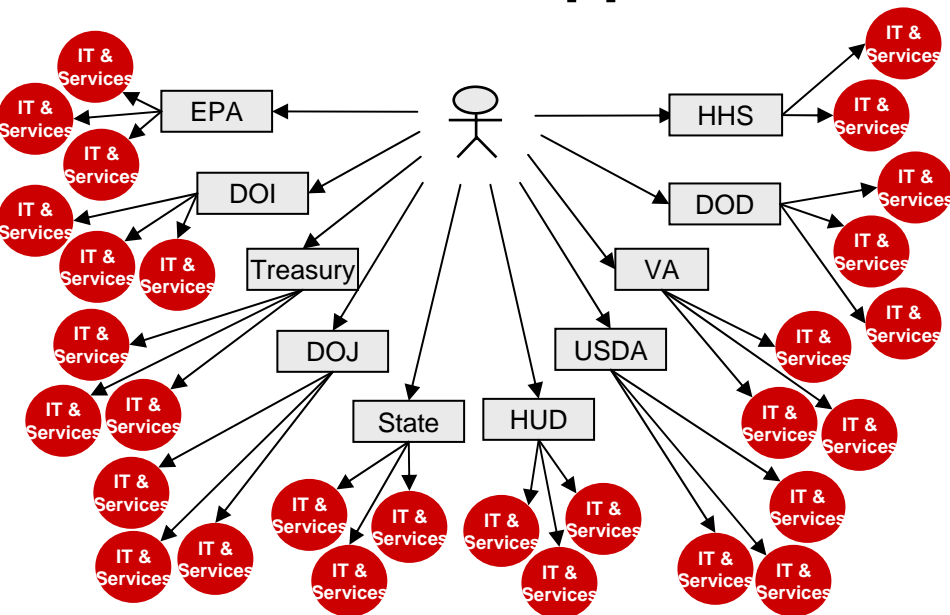 EPA
IT &
Services
IT &
Services
IT &
Services
HHS
IT &
Services
IT &
Services
DOI
IT &
Services
IT &
Services
IT &
Services
DOD
IT &
Services
IT &
Services
IT &
Services
Treasury
IT &
Services
IT &
Services
IT &
Services
VA
IT &
Services
IT &
Services
IT &
Services
DOJ
IT &
Services
IT &
Services
IT &
Services
USDA
IT &
Services
IT &
Services
IT &
Services
State
IT &
Services
IT &
Services
IT &
Services
HUD
IT &
Services
IT &
Services
IT &
Services